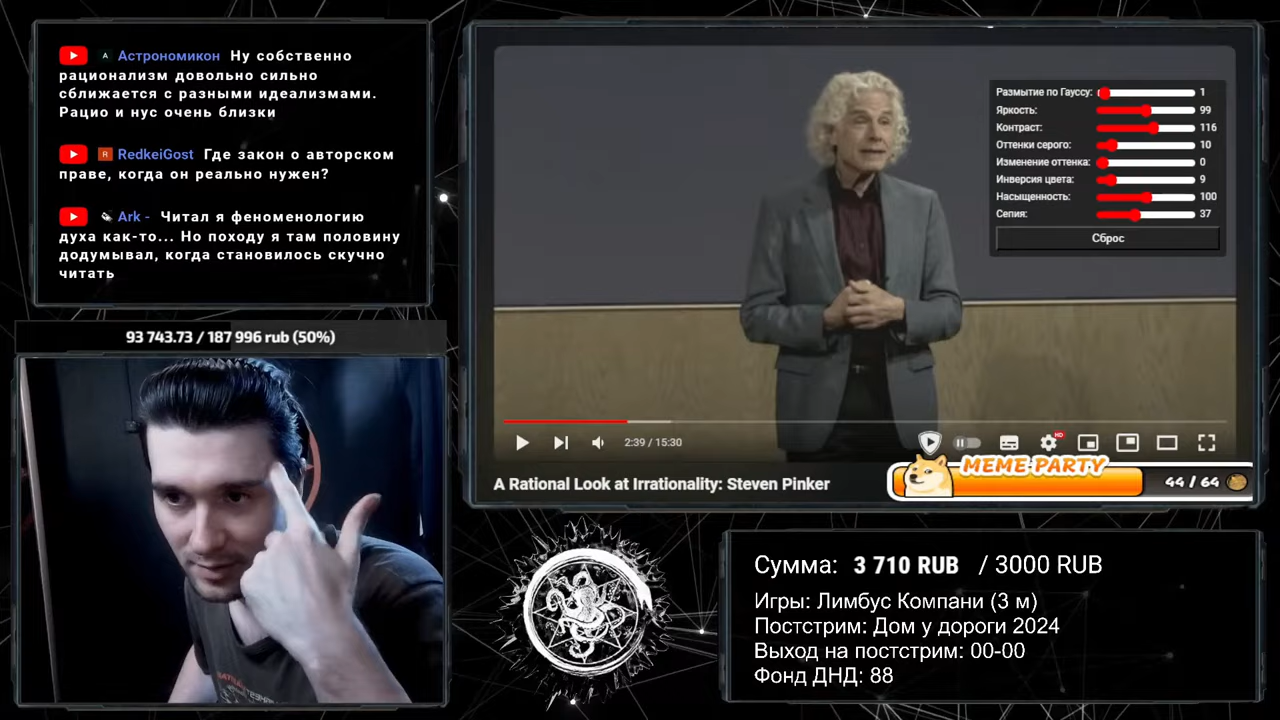 Астрономикон Ну собственно
рационализм довольно сильно
сближается с разными идеализмами.
Рацио и нус очень близки
RedkeiGost Где закон о авторском
праве, когда он реально нужен?
Ark - Читал я феноменологию
духа как-то... Но походу я там половину
додумывал, когда становилось скучно
читать
93 743.73 / 187 996 rub (50%)
Размытие по Гауссу: 1
Яркость: 99
Контраст: 116
Оттенки серого: 10
Изменение оттенка: 0
Инверсия цвета: 9
Насыщенность: 100
Сепия: 37
Сброс
2:39 / 15:30
HD
A Rational Look at Irrationality: Steven Pinker
MEME PARTY
44 / 64
Сумма: 3 710 RUB / 3000 RUB
Игры: Лимбус Компани (3 м)
Постстрим: Дом у дороги 2024
Выход на постстрим: 00-00
Фонд ДНД: 88